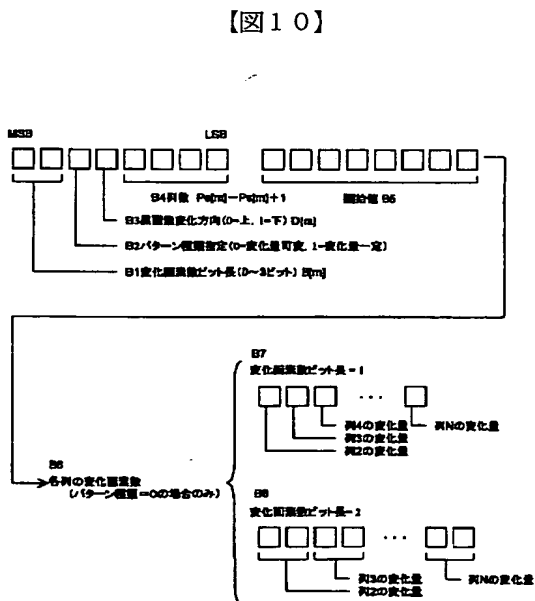 【図１０】
MSB LSB
B4列数 Pe[m]-Ps[m]+1 開始値 B5
B3黒画素変化方向(0=上, 1=下) D[m]
B2パターン種類指定(0=変化量可変, 1=変化量一定)
B1変化画素数ビット長(0~3ビット) B[m]
B7
変化画素数ビット長=1
・・・
列4の変化量 列Nの変化量
列3の変化量
列2の変化量
B6
各列の変化画素数
(パターン種類=0の場合のみ)
B8
変化画素数ビット長=2
・・・
列3の変化量 列Nの変化量
列2の変化量